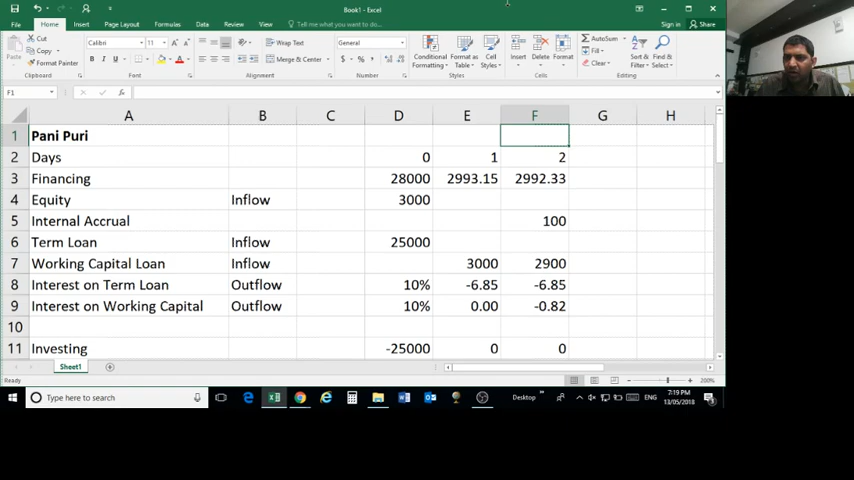 Book1 - Excel
File Home Insert Page Layout Formulas Data Review View Tell me what you want to do... Sign in Share
Cut
Copy
Format Painter
Paste
Clipboard
Calibri 11
B I U
Font
Wrap Text
Merge & Center
Alignment
General
$ %
Number
Conditional Formatting
Format as Table
Cell Styles
Styles
Insert Delete Format
Cells
AutoSum
Fill
Clear
Sort & Filter
Find & Select
Editing
F1 fx
A B C D E F G H
1 Pani Puri
2 Days 0 1 2
3 Financing 28000 2993.15 2992.33
4 Equity Inflow 3000
5 Internal Accrual 100
6 Term Loan Inflow 25000
7 Working Capital Loan Inflow 3000 2900
8 Interest on Term Loan Outflow 10% -6.85 -6.85
9 Interest on Working Capital Outflow 10% 0.00 -0.82
10
11 Investing -25000 0 0
Sheet1
Ready 200%
Type here to search Desktop ENG 7:19 PM
13/05/2018